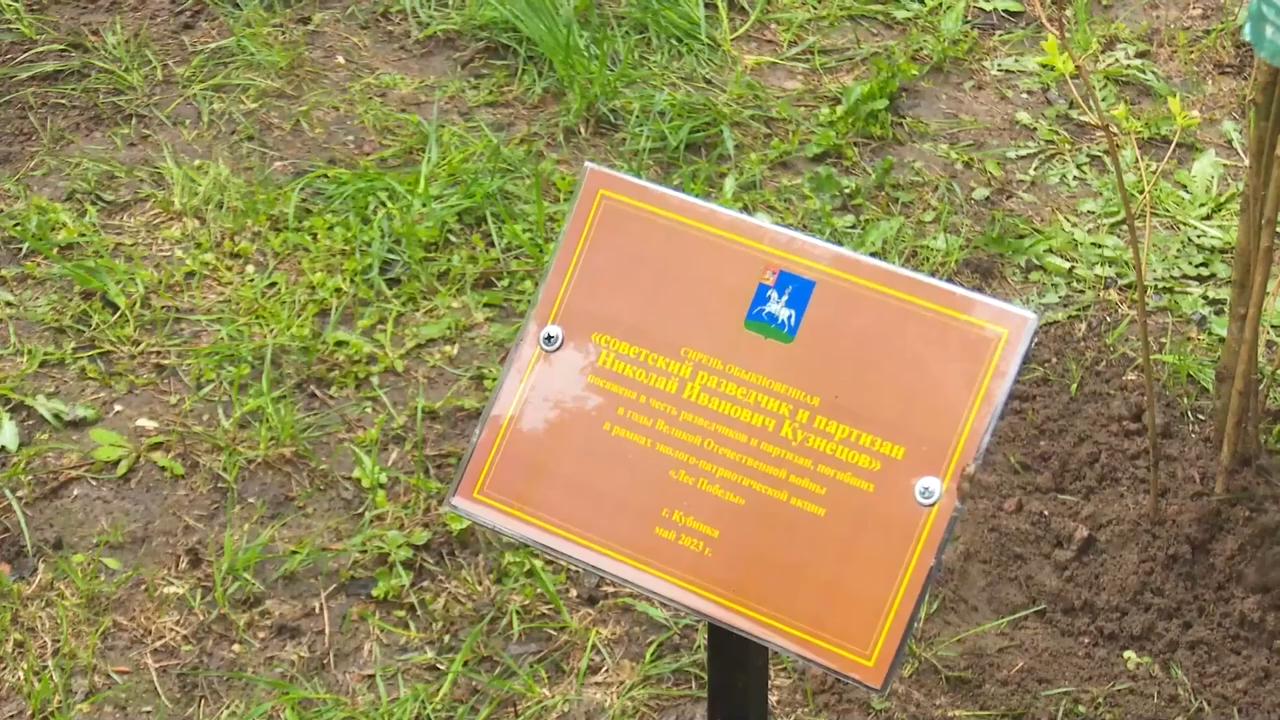 СИРЕНЬ ОБЫКНОВЕННАЯ
«советский разведчик и партизан
Николай Иванович Кузнецов»
посажена в честь разведчиков и партизан, погибших
в годы Великой Отечественной войны
в рамках эколого-патриотической акции
«Лес Победы»
г. Кубинка
май 2023 г.